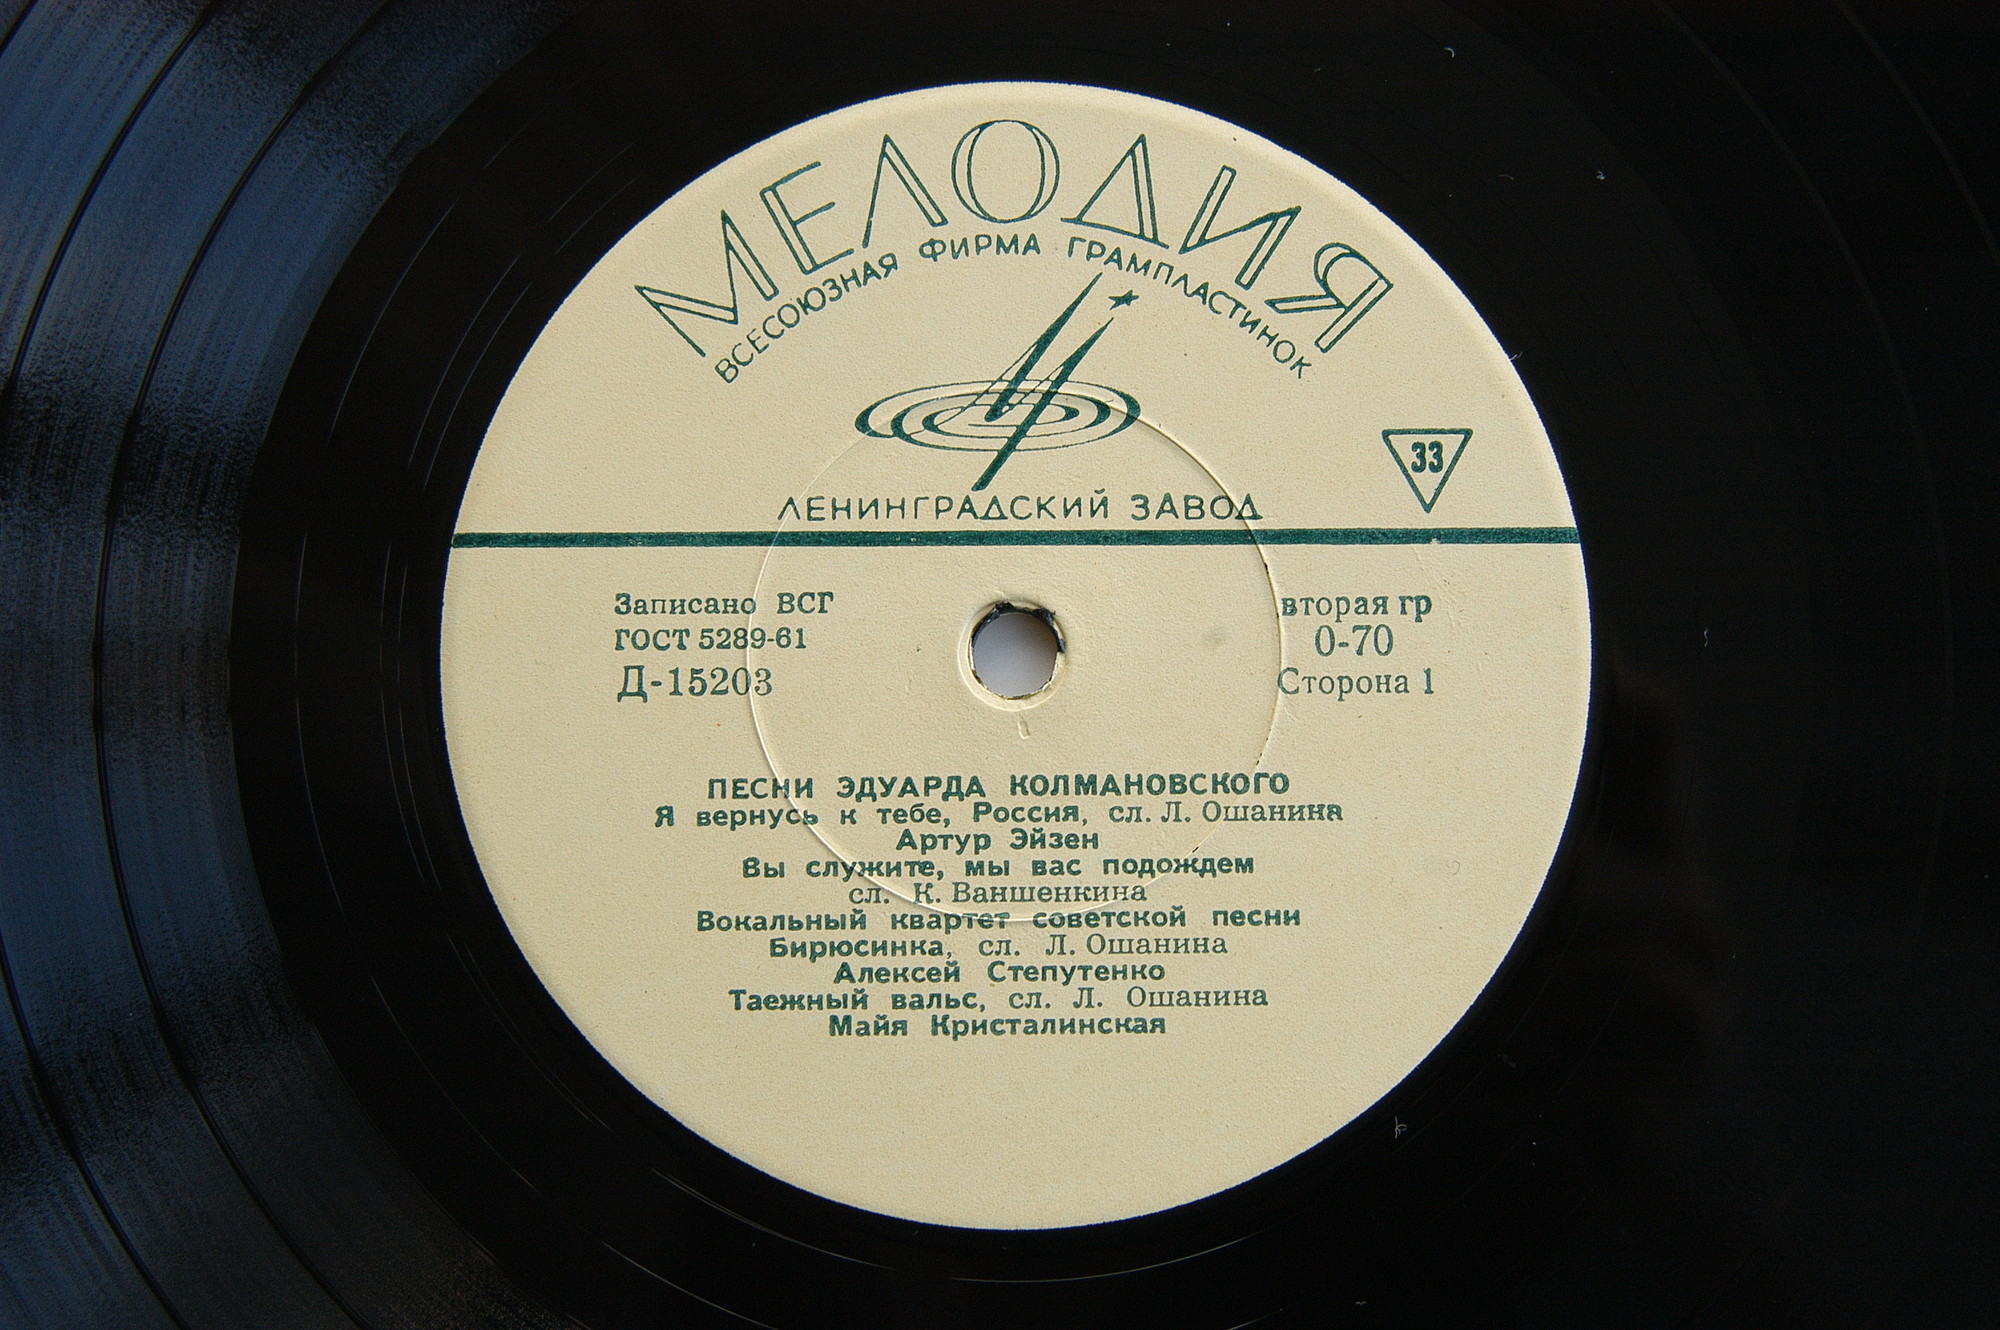 МЕЛОДИЯ
ВСЕСОЮЗНАЯ ФИРМА ГРАМПЛАСТИНОК
33
ЛЕНИНГРАДСКИЙ ЗАВОД
Записано ВСГ
ГОСТ 5289-61
Д-15203
вторая гр
0-70
Сторона 1
ПЕСНИ ЭДУАРДА КОЛМАНОВСКОГО
Я вернусь к тебе, Россия, сл. Л. Ошанина
Артур Эйзен
Вы служите, мы вас подождем
сл. К. Ваншенкина
Вокальный квартет советской песни
Бирюсинка, сл. Л. Ошанина
Алексей Степутенко
Таежный вальс, сл. Л. Ошанина
Майя Кристалинская